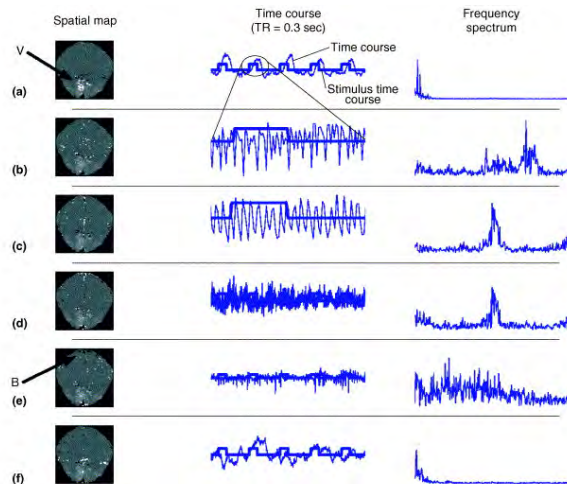 Spatial map
Time course
(TR = 0.3 sec)
Frequency
spectrum
V
Time course
Stimulus time
course
(a)
(b)
(c)
(d)
B
(e)
(f)